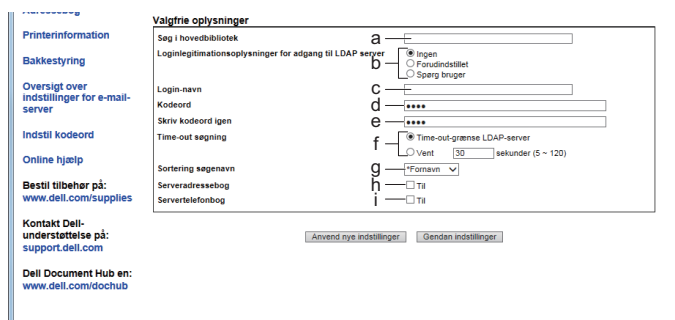 Adressebog
Printerinformation
Bakkestyring
Oversigt over
indstillinger for e-mail-
server
Indstil kodeord
Online hjælp
Bestil tilbehør på:
www.dell.com/supplies
Kontakt Dell-
understøttelse på:
support.dell.com
Dell Document Hub en:
www.dell.com/dochub
Valgfrie oplysninger
Søg i hovedbibliotek a
Loginlegitimationsoplysninger for adgang til LDAP server b Ingen
Forudindstillet
Spørg bruger
Login-navn c
Kodeord d ••••
Skriv kodeord igen e ••••
Time-out søgning f Time-out-grænse LDAP-server
Vent 30 sekunder (5 ~ 120)
Sortering søgenavn g *Fornavn
Serveradressebog h Til
Servertelefonbog i Til
Anvend nye indstillinger Gendan indstillinger